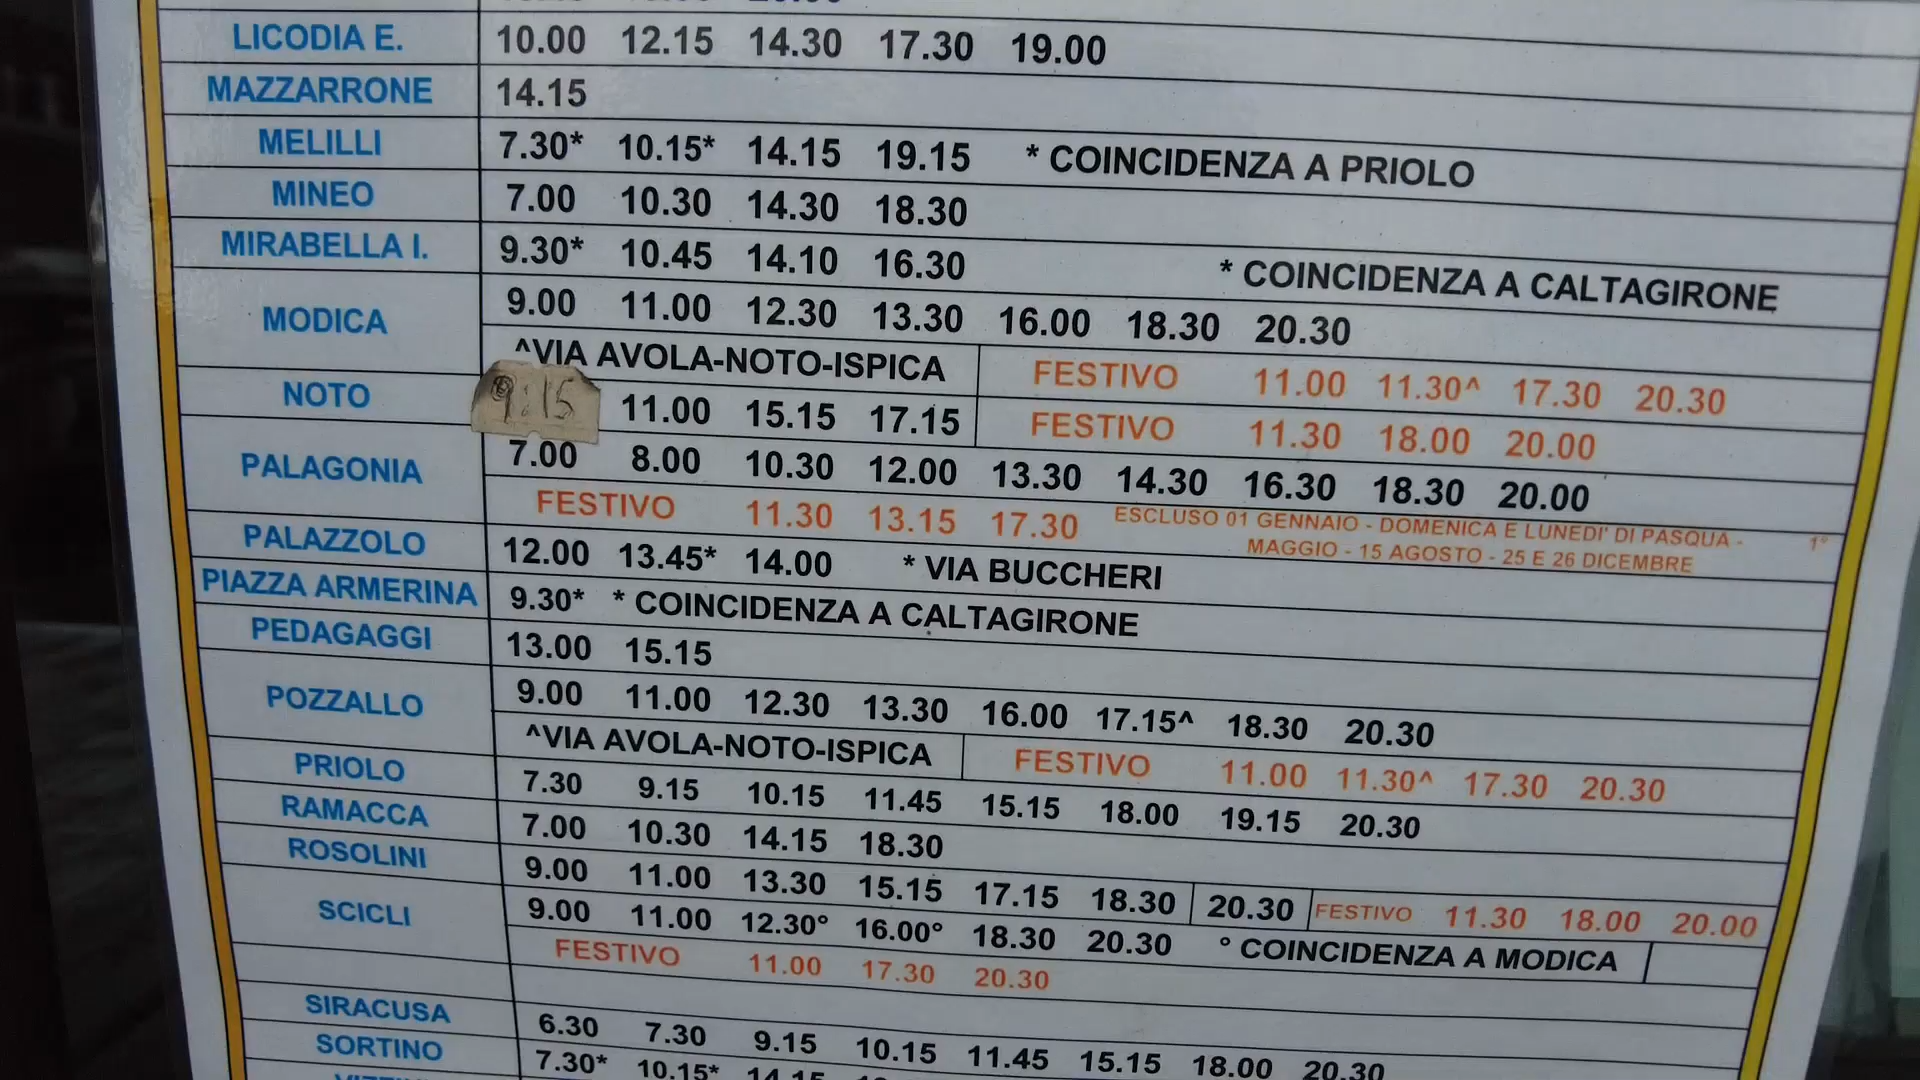 LICODIA E. 10.00 12.15 14.30 17.30 19.00
MAZZARRONE 14.15
MELILLI 7.30* 10.15* 14.15 19.15 * COINCIDENZA A PRIOLO
MINEO 7.00 10.30 14.30 18.30
MIRABELLA I. 9.30* 10.45 14.10 16.30 * COINCIDENZA A CALTAGIRONE
MODICA 9.00 11.00 12.30 13.30 16.00 18.30 20.30
^VIA AVOLA-NOTO-ISPICA FESTIVO 11.00 11.30^ 17.30 20.30
NOTO 9:15 11.00 15.15 17.15 FESTIVO 11.30 18.00 20.00
PALAGONIA 7.00 8.00 10.30 12.00 13.30 14.30 16.30 18.30 20.00
FESTIVO 11.30 13.15 17.30 ESCLUSO 01 GENNAIO - DOMENICA E LUNEDI' DI PASQUA - 1°
MAGGIO - 15 AGOSTO - 25 E 26 DICEMBRE
PALAZZOLO 12.00 13.45* 14.00 * VIA BUCCHERI
PIAZZA ARMERINA 9.30* * COINCIDENZA A CALTAGIRONE
PEDAGAGGI 13.00 15.15
POZZALLO 9.00 11.00 12.30 13.30 16.00 17.15^ 18.30 20.30
^VIA AVOLA-NOTO-ISPICA FESTIVO 11.00 11.30^ 17.30 20.30
PRIOLO 7.30 9.15 10.15 11.45 15.15 18.00 19.15 20.30
RAMACCA 7.00 10.30 14.15 18.30
ROSOLINI 9.00 11.00 13.30 15.15 17.15 18.30 20.30 FESTIVO 11.30 18.00 20.00
SCICLI 9.00 11.00 12.30° 16.00° 18.30 20.30 ° COINCIDENZA A MODICA
FESTIVO 11.00 17.30 20.30
SIRACUSA 6.30 7.30 9.15 10.15 11.45 15.15 18.00 20.30
SORTINO 7.30* 10.15* 14.15